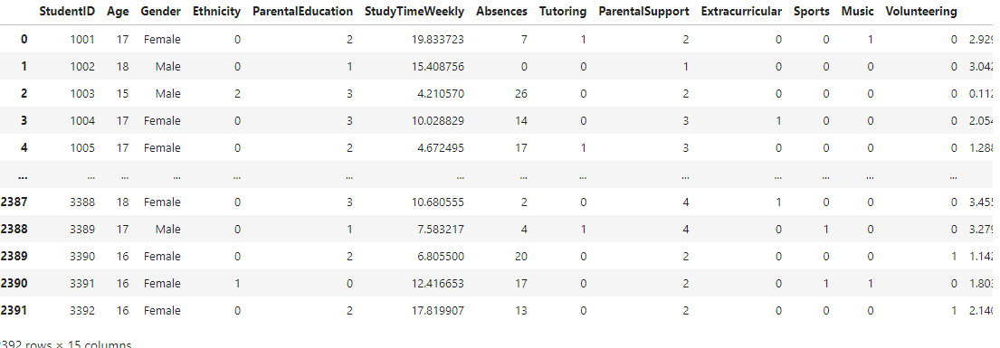 StudentID Age Gender Ethnicity ParentalEducation StudyTimeWeekly Absences Tutoring ParentalSupport Extracurricular Sports Music Volunteering
0 1001 17 Female 0 2 19.833723 7 1 2 0 0 1 0 2.929
1 1002 18 Male 0 1 15.408756 0 0 1 0 0 0 0 3.042
2 1003 15 Male 2 3 4.210570 26 0 2 0 0 0 0 0.112
3 1004 17 Female 0 3 10.028829 14 0 3 1 0 0 0 2.054
4 1005 17 Female 0 2 4.672495 17 1 3 0 0 0 0 1.288
... ... ... ... ... ... ... ... ... ... ... ... ... ...
2387 3388 18 Female 0 3 10.680555 2 0 4 1 0 0 0 3.455
2388 3389 17 Male 0 1 7.583217 4 1 4 0 1 0 0 3.279
2389 3390 16 Female 0 2 6.805500 20 0 2 0 0 0 1 1.142
2390 3391 16 Female 1 0 12.416653 17 0 2 0 1 1 0 1.803
2391 3392 16 Female 0 2 17.819907 13 0 2 0 0 0 1 2.140
2392 rows × 15 columns